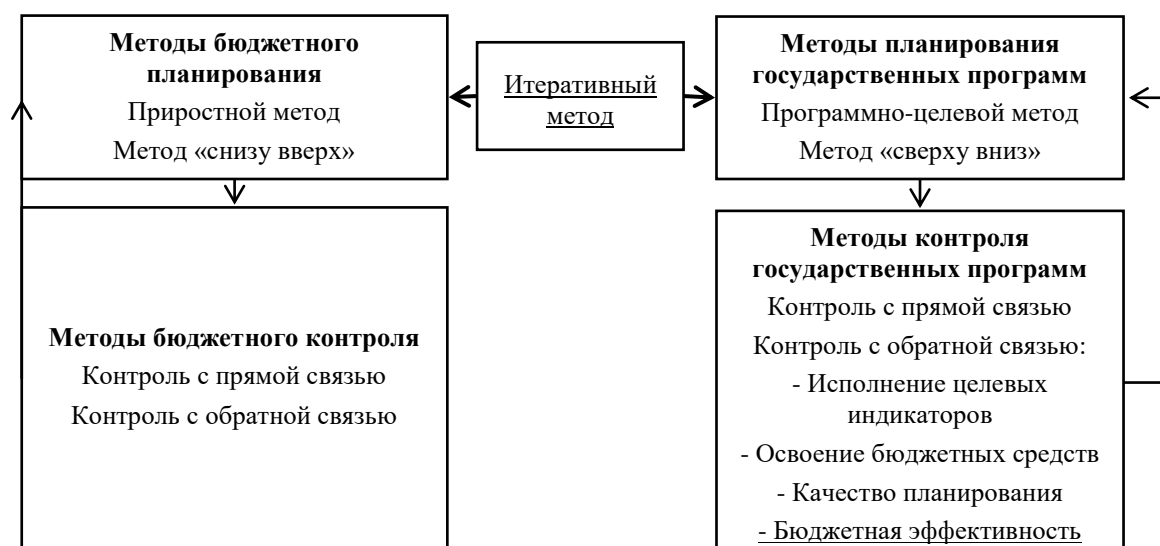 Методы бюджетного
планирования
Приростной метод
Метод «снизу вверх»
Итеративный
метод
Методы планирования
государственных программ
Программно-целевой метод
Метод «сверху вниз»
Методы бюджетного контроля
Контроль с прямой связью
Контроль с обратной связью
Методы контроля
государственных программ
Контроль с прямой связью
Контроль с обратной связью:
- Исполнение целевых
индикаторов
- Освоение бюджетных средств
- Качество планирования
- Бюджетная эффективность